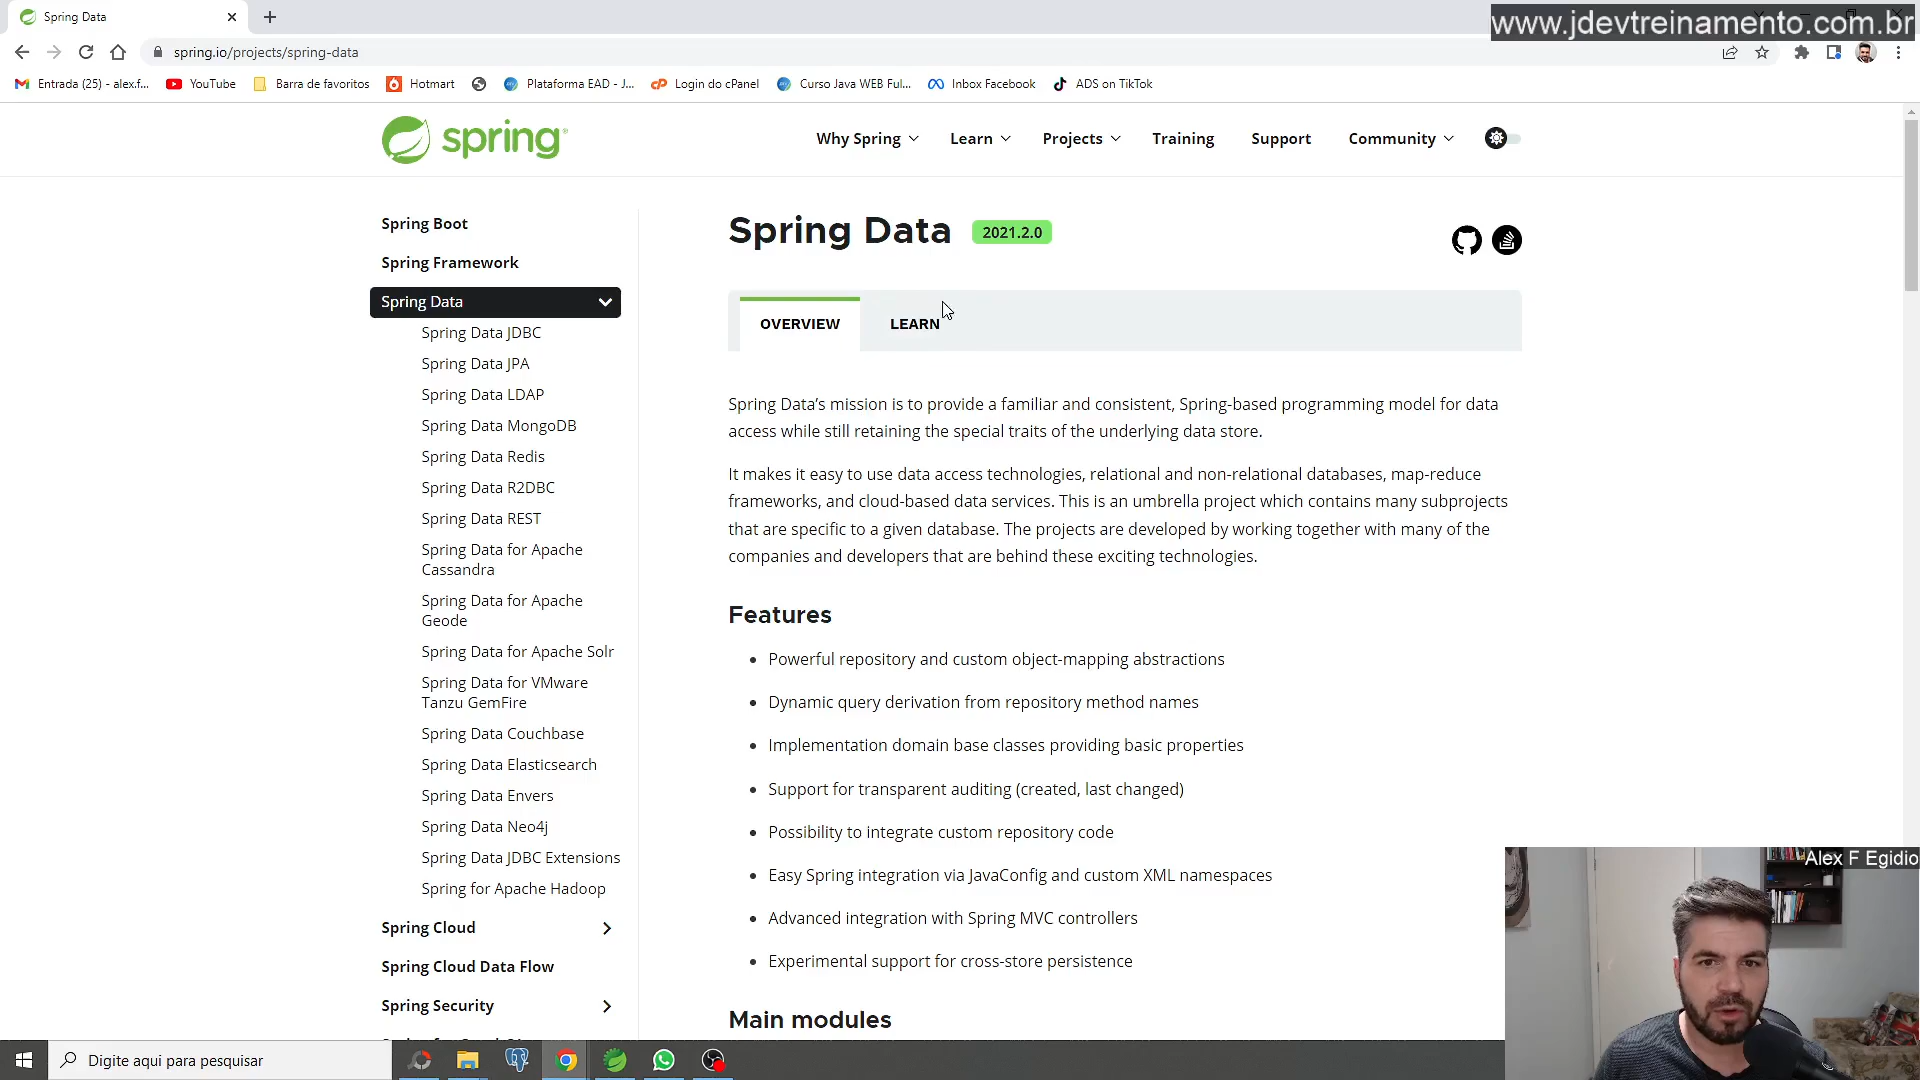 Spring Data
www.jdevtreinamento.com.br
spring.io/projects/spring-data
Entrada (25) - alex.f...
YouTube
Barra de favoritos
Hotmart
Plataforma EAD - J...
Login do cPanel
Curso Java WEB Ful...
Inbox Facebook
ADS on TikTok
spring
Why Spring
Learn
Projects
Training
Support
Community
Spring Boot
Spring Framework
Spring Data
Spring Data JDBC
Spring Data JPA
Spring Data LDAP
Spring Data MongoDB
Spring Data Redis
Spring Data R2DBC
Spring Data REST
Spring Data for Apache
Cassandra
Spring Data for Apache
Geode
Spring Data for Apache Solr
Spring Data for VMware
Tanzu GemFire
Spring Data Couchbase
Spring Data Elasticsearch
Spring Data Envers
Spring Data Neo4j
Spring Data JDBC Extensions
Spring for Apache Hadoop
Spring Cloud
Spring Cloud Data Flow
Spring Security
Spring Data 2021.2.0
OVERVIEW
LEARN
Spring Data’s mission is to provide a familiar and consistent, Spring-based programming model for data
access while still retaining the special traits of the underlying data store.
It makes it easy to use data access technologies, relational and non-relational databases, map-reduce
frameworks, and cloud-based data services. This is an umbrella project which contains many subprojects
that are specific to a given database. The projects are developed by working together with many of the
companies and developers that are behind these exciting technologies.
Features
Powerful repository and custom object-mapping abstractions
Dynamic query derivation from repository method names
Implementation domain base classes providing basic properties
Support for transparent auditing (created, last changed)
Possibility to integrate custom repository code
Easy Spring integration via JavaConfig and custom XML namespaces
Advanced integration with Spring MVC controllers
Experimental support for cross-store persistence
Main modules
Alex F Egidio
Digite aqui para pesquisar